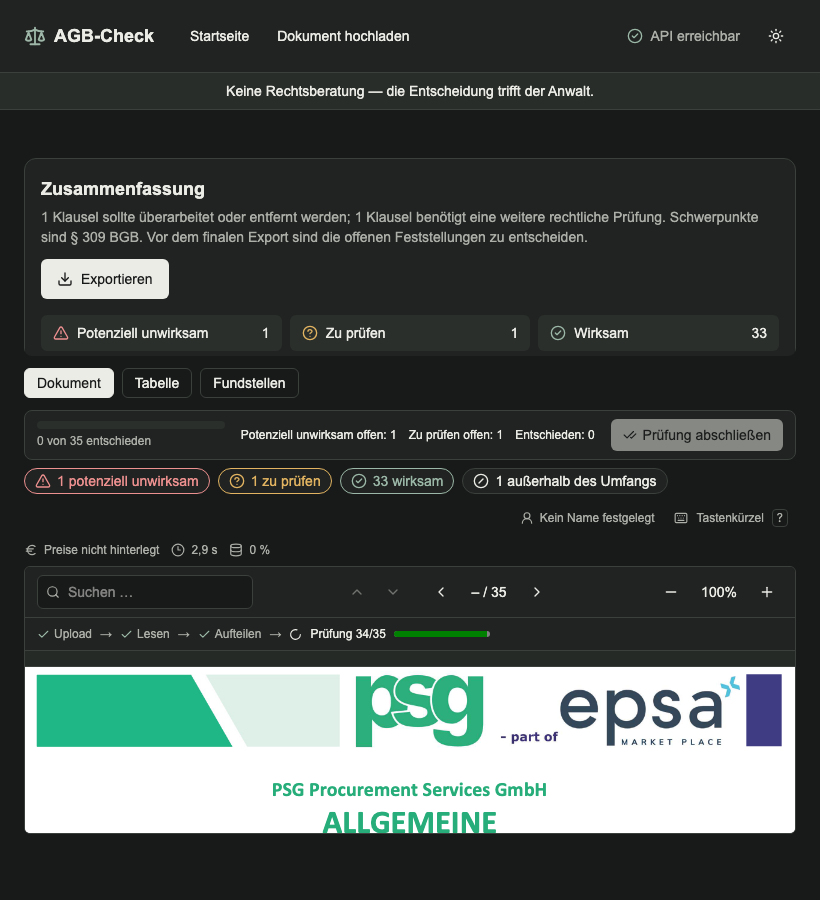 AGB-Check Startseite Dokument hochladen API erreichbar
Keine Rechtsberatung — die Entscheidung trifft der Anwalt.
Zusammenfassung
1 Klausel sollte überarbeitet oder entfernt werden; 1 Klausel benötigt eine weitere rechtliche Prüfung. Schwerpunkte
sind § 309 BGB. Vor dem finalen Export sind die offenen Feststellungen zu entscheiden.
Exportieren
Potenziell unwirksam 1 Zu prüfen 1 Wirksam 33
Dokument Tabelle Fundstellen
0 von 35 entschieden Potenziell unwirksam offen: 1 Zu prüfen offen: 1 Entschieden: 0 Prüfung abschließen
1 potenziell unwirksam 1 zu prüfen 33 wirksam 1 außerhalb des Umfangs
Kein Name festgelegt Tastenkürzel ?
€ Preise nicht hinterlegt 2,9 s 0 %
Suchen … – / 35 100%
Upload → Lesen → Aufteilen → Prüfung 34/35
psg - part of epsa
MARKET PLACE
PSG Procurement Services GmbH
ALLGEMEINE